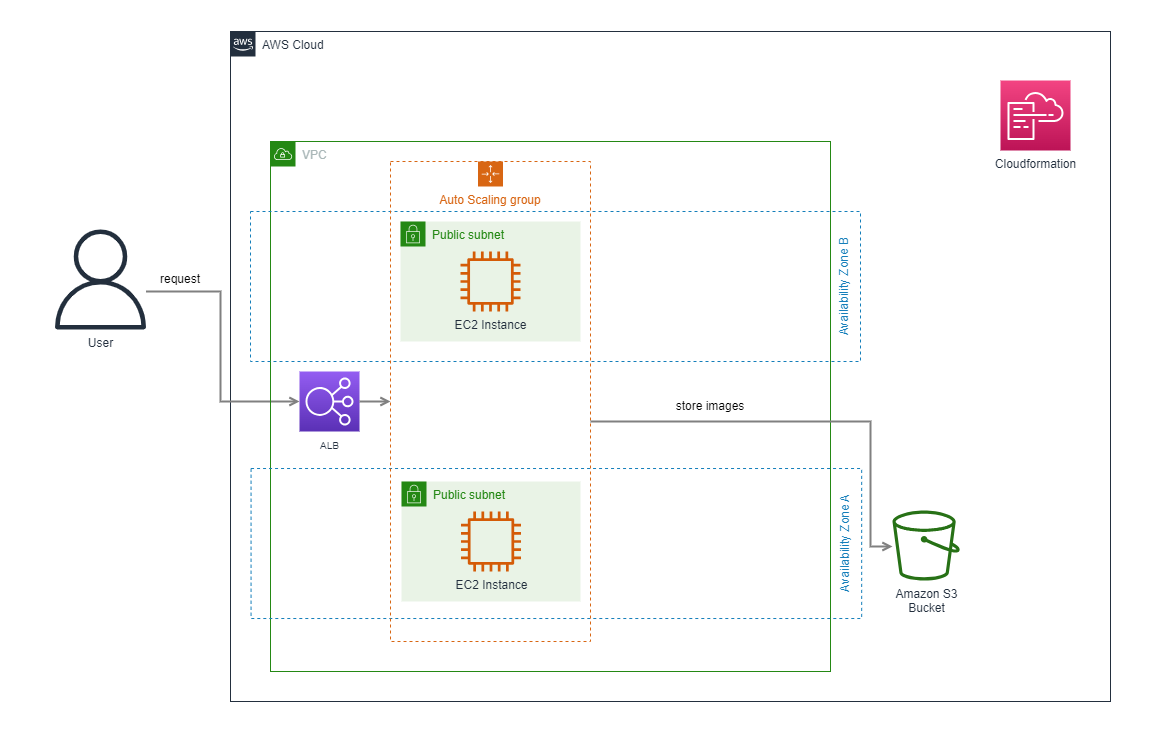 aws
AWS Cloud
Cloudformation
VPC
Auto Scaling group
Public subnet
EC2 Instance
Availability Zone B
request
User
ALB
store images
Public subnet
EC2 Instance
Availability Zone A
Amazon S3
Bucket